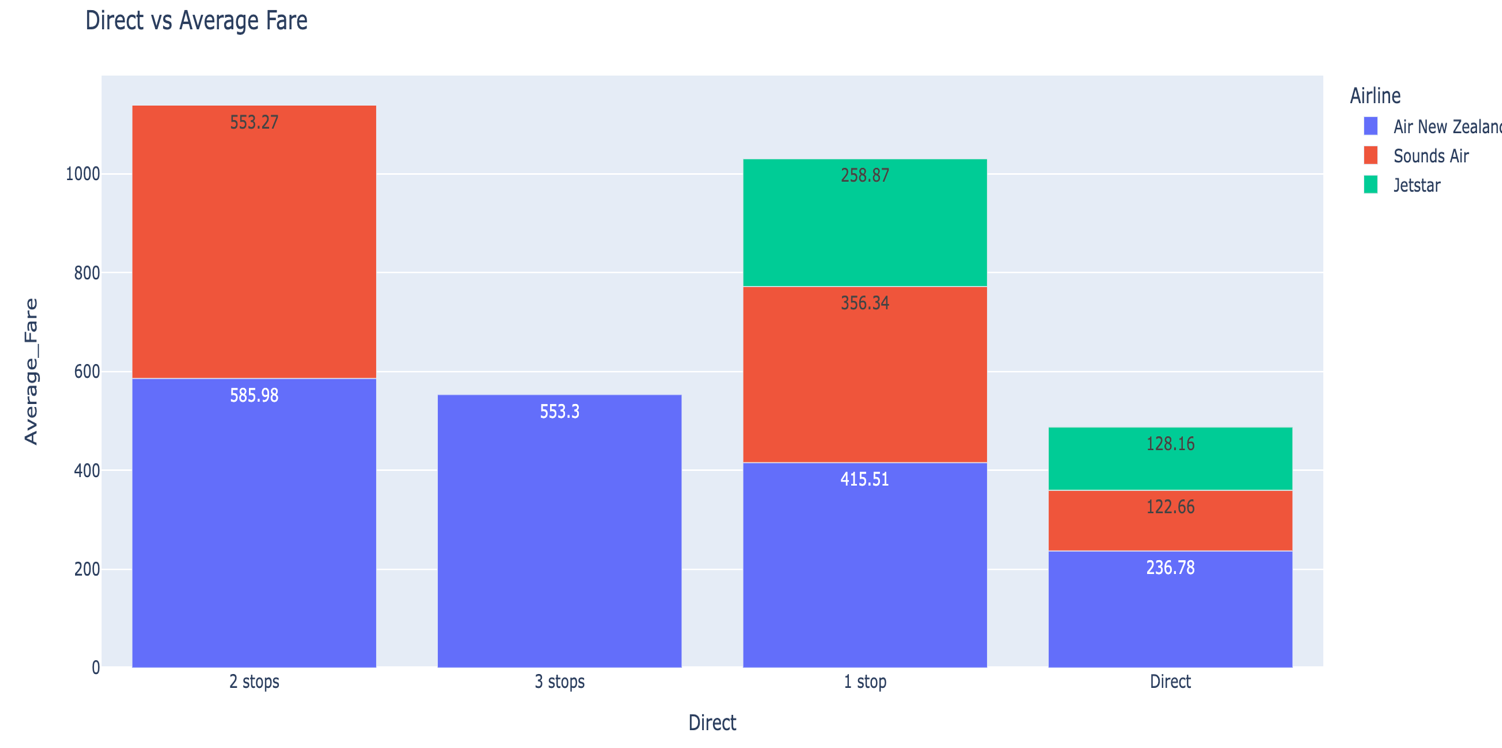 Direct vs Average Fare
Airline
Air New Zealand
Sounds Air
Jetstar
Average_Fare
1000
800
600
400
200
0
553.27
585.98
553.3
258.87
356.34
415.51
128.16
122.66
236.78
2 stops
3 stops
1 stop
Direct
Direct